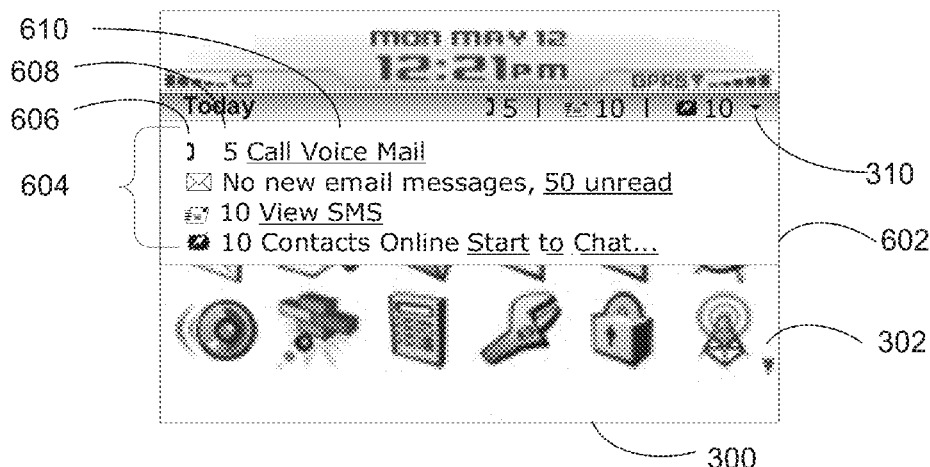 610
mon may 12
608
12:21pm
GPRS
606
Today 5 | 10 | 10
5 Call Voice Mail
310
604
No new email messages, 50 unread
10 View SMS
602
10 Contacts Online Start to Chat...
302
300